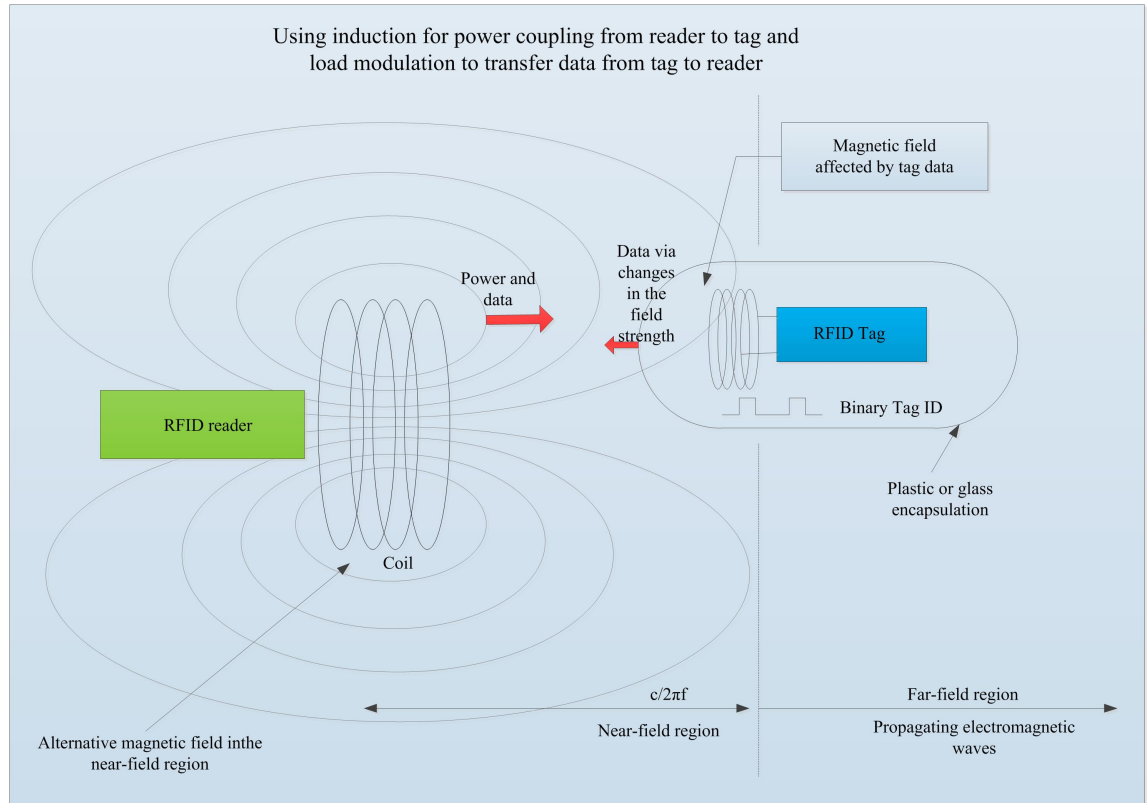 Using induction for power coupling from reader to tag and
load modulation to transfer data from tag to reader
Magnetic field
affected by tag data
Power and
data
Data via
changes
in the
field
strength
RFID Tag
RFID reader
Binary Tag ID
Plastic or glass
encapsulation
Coil
c/2πf
Near-field region
Far-field region
Propagating electromagnetic
waves
Alternative magnetic field inthe
near-field region